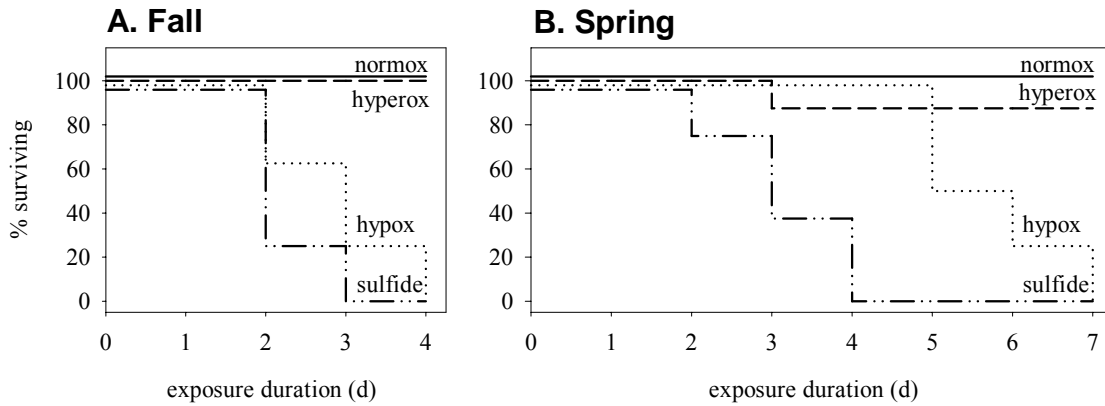 A. Fall
B. Spring
% surviving
100
80
60
40
20
0
normox
hyperox
hypox
sulfide
0 1 2 3 4
exposure duration (d)
100
80
60
40
20
0
normox
hyperox
hypox
sulfide
0 1 2 3 4 5 6 7
exposure duration (d)